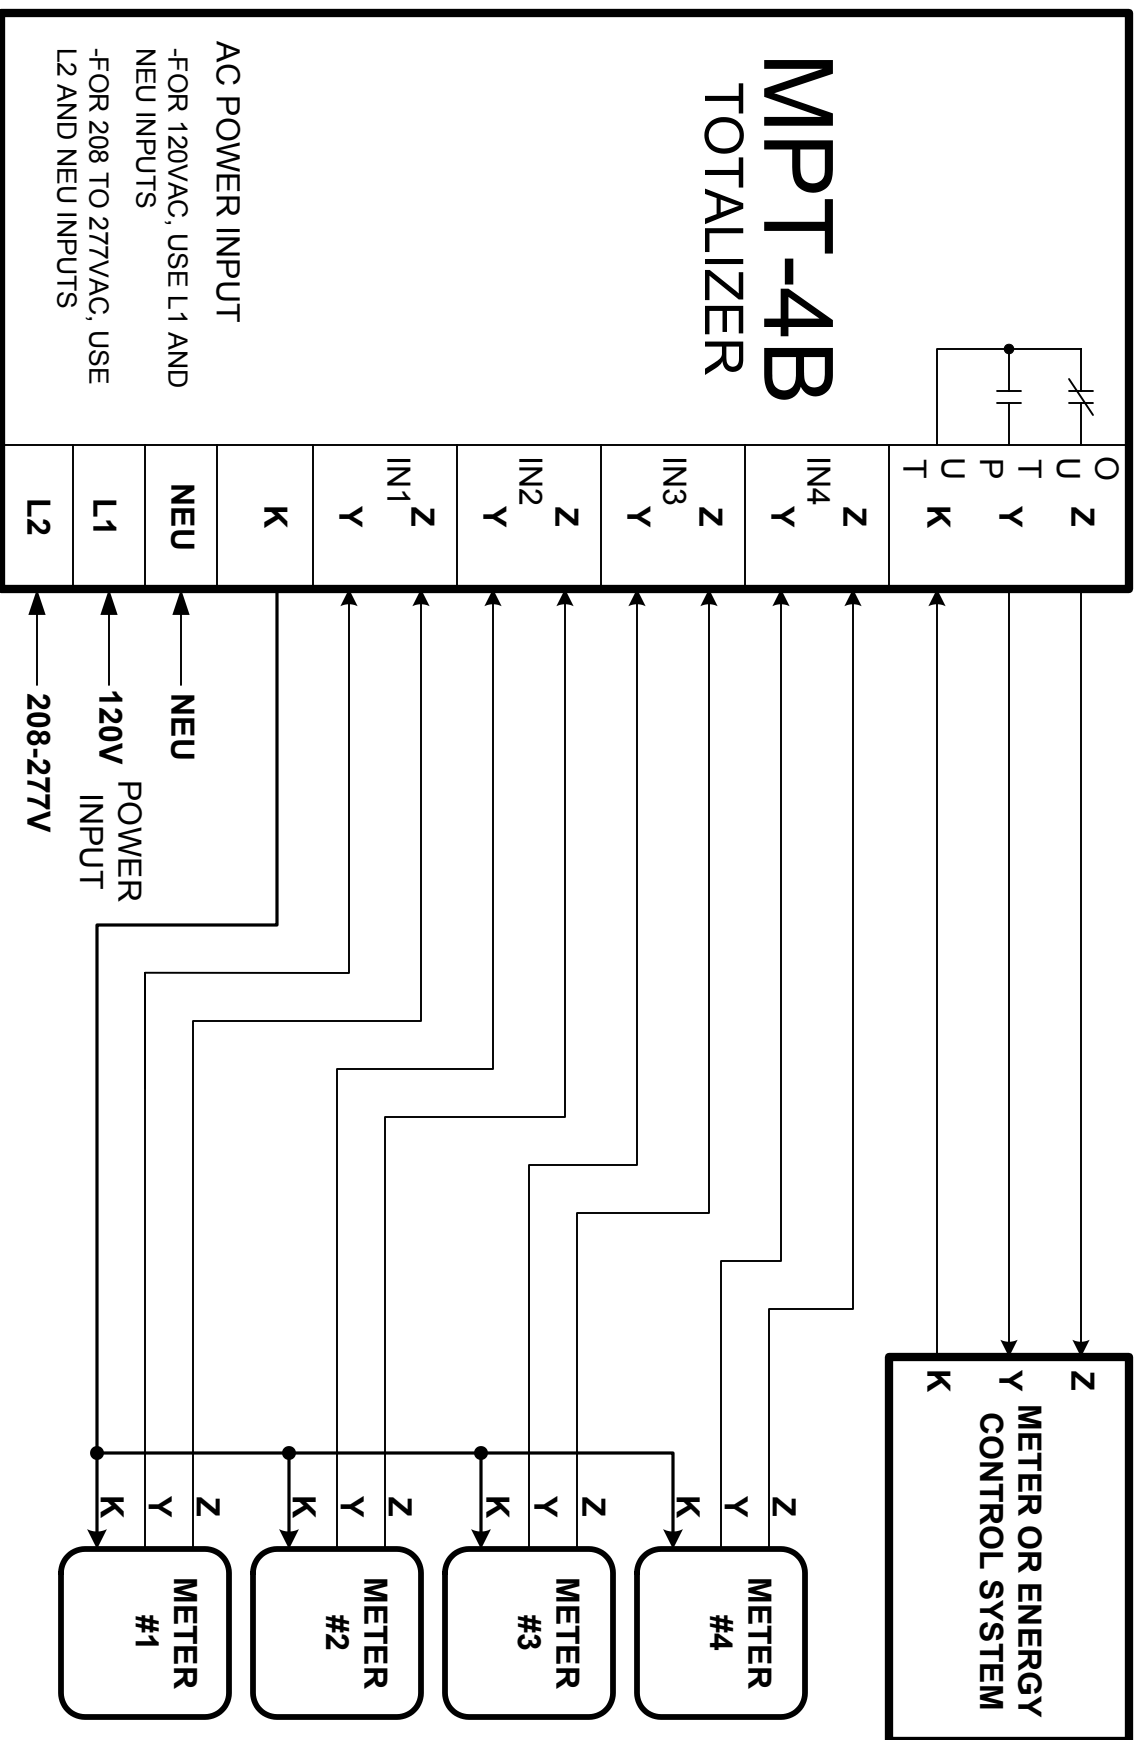 MPT-4B
TOTALIZER
AC POWER INPUT
-FOR 120VAC, USE L1 AND
NEU INPUTS
-FOR 208 TO 277VAC, USE
L2 AND NEU INPUTS
OUTPUT
Z
Y
K
IN4
Z
Y
IN3
Z
Y
IN2
Z
Y
IN1
Z
Y
K
NEU
L1
L2
NEU
120V
208-277V
POWER
INPUT
Z
Y
K
METER OR ENERGY
CONTROL SYSTEM
Z
Y
K
METER
#4
Z
Y
K
METER
#3
Z
Y
K
METER
#2
Z
Y
K
METER
#1